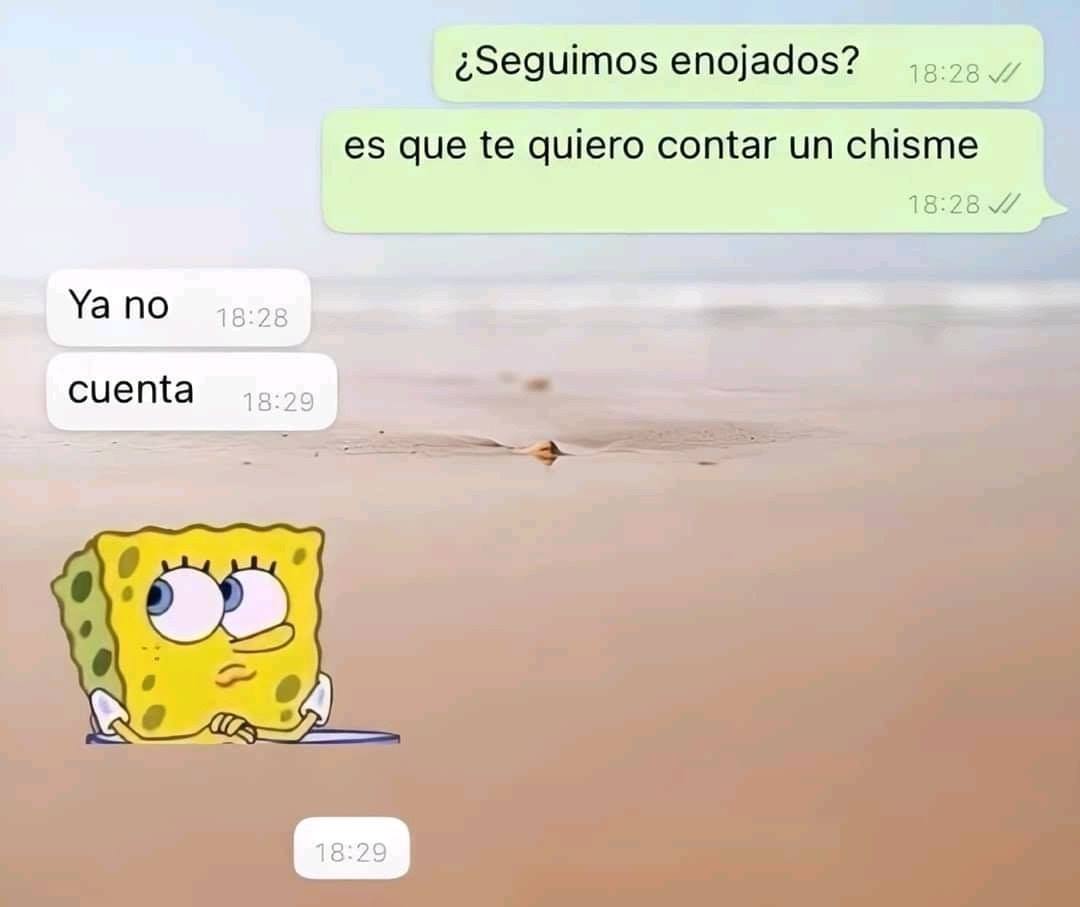 ¿Seguimos enojados? 18:28
es que te quiero contar un chisme
18:28
Ya no 18:28
cuenta 18:29
18:29